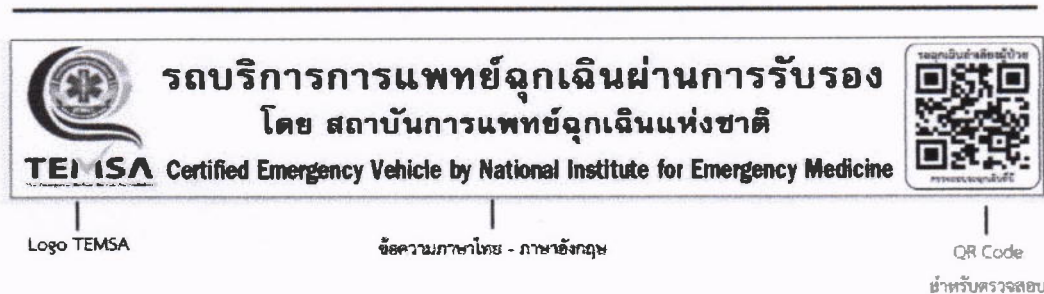 รถบริการการแพทย์ฉุกเฉินผ่านการรับรอง
โดย สถาบันการแพทย์ฉุกเฉินแห่งชาติ
TEMSA Certified Emergency Vehicle by National Institute for Emergency Medicine
Logo TEMSA
ข้อความภาษาไทย - ภาษาอังกฤษ
QR Code
สำหรับตรวจสอบ